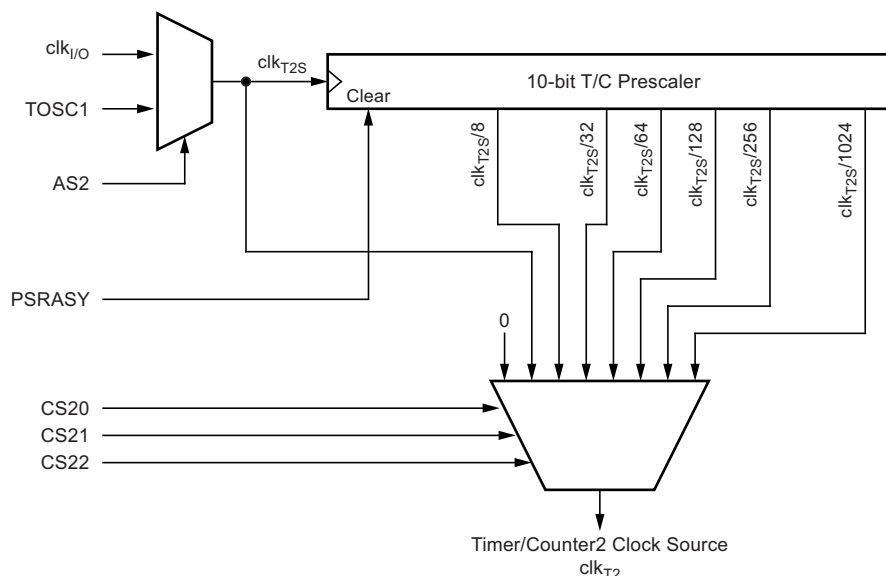 clkI/O
TOSC1
AS2
PSRASY
clkT2S
10-bit T/C Prescaler
Clear
clkT2S/8
clkT2S/32
clkT2S/64
clkT2S/128
clkT2S/256
clkT2S/1024
0
CS20
CS21
CS22
Timer/Counter2 Clock Source
clkT2